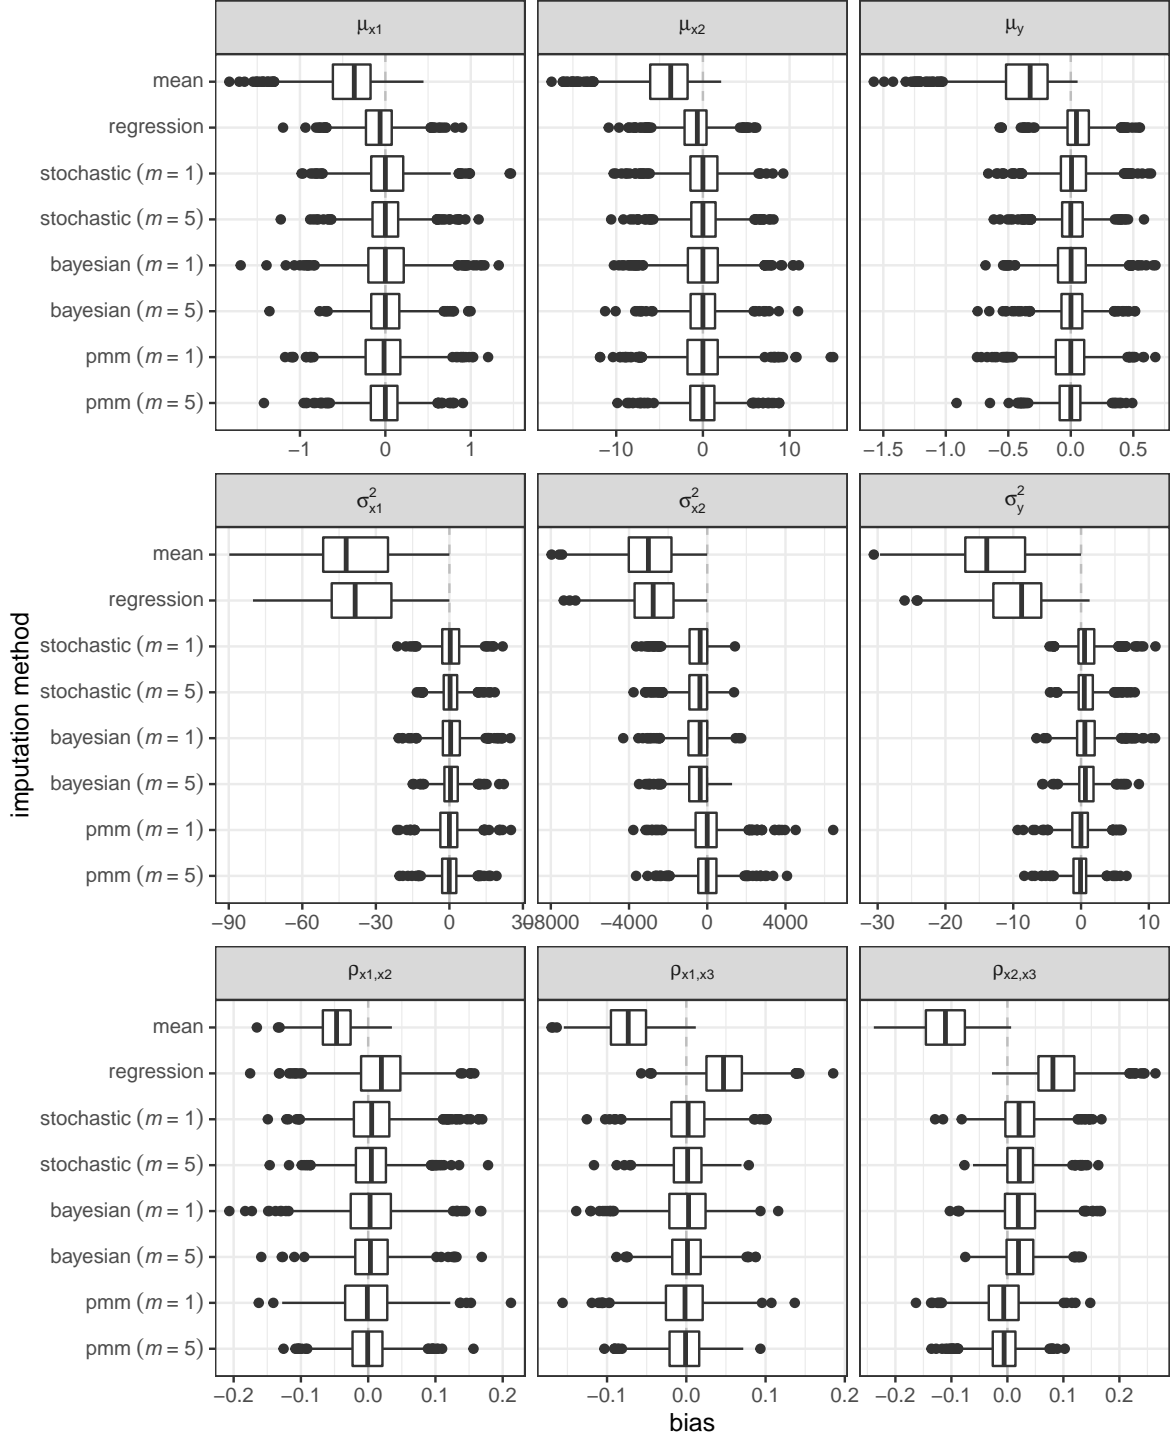 μx1 μx2 μy
mean
regression
stochastic (m = 1)
stochastic (m = 5)
bayesian (m = 1)
bayesian (m = 5)
pmm (m = 1)
pmm (m = 5)
−1 0 1 −10 0 10 −1.5 −1.0 −0.5 0.0 0.5
σ²x1 σ²x2 σ²y
mean
regression
stochastic (m = 1)
stochastic (m = 5)
bayesian (m = 1)
bayesian (m = 5)
pmm (m = 1)
pmm (m = 5)
−90 −60 −30 0 30 −8000 −4000 0 4000 −30 −20 −10 0 10
ρx1,x2 ρx1,x3 ρx2,x3
mean
regression
stochastic (m = 1)
stochastic (m = 5)
bayesian (m = 1)
bayesian (m = 5)
pmm (m = 1)
pmm (m = 5)
−0.2 −0.1 0.0 0.1 0.2 −0.1 0.0 0.1 0.2 −0.2 −0.1 0.0 0.1 0.2
bias
imputation method